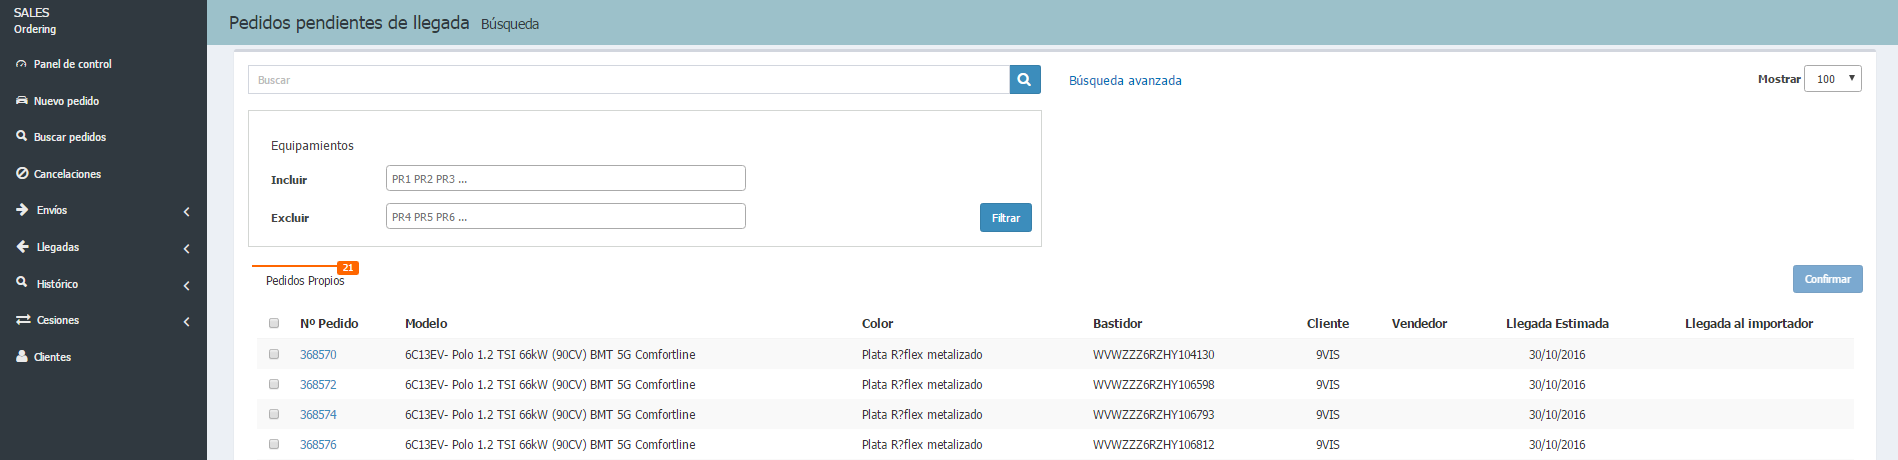 SALES
Ordering
Panel de control
Nuevo pedido
Buscar pedidos
Cancelaciones
Envíos
Llegadas
Histórico
Cesiones
Clientes
Pedidos pendientes de llegada Búsqueda
Buscar
Búsqueda avanzada
Mostrar 100
Equipamientos
Incluir PR1 PR2 PR3 ...
Excluir PR4 PR5 PR6 ...
Filtrar
Pedidos Propios 21
Confirmar
Nº Pedido Modelo Color Bastidor Cliente Vendedor Llegada Estimada Llegada al importador
368570 6C13EV- Polo 1.2 TSI 66kW (90CV) BMT 5G Comfortline Plata R?flex metalizado WVWZZZ6RZHY104130 9VIS 30/10/2016
368572 6C13EV- Polo 1.2 TSI 66kW (90CV) BMT 5G Comfortline Plata R?flex metalizado WVWZZZ6RZHY106598 9VIS 30/10/2016
368574 6C13EV- Polo 1.2 TSI 66kW (90CV) BMT 5G Comfortline Plata R?flex metalizado WVWZZZ6RZHY106793 9VIS 30/10/2016
368576 6C13EV- Polo 1.2 TSI 66kW (90CV) BMT 5G Comfortline Plata R?flex metalizado WVWZZZ6RZHY106812 9VIS 30/10/2016